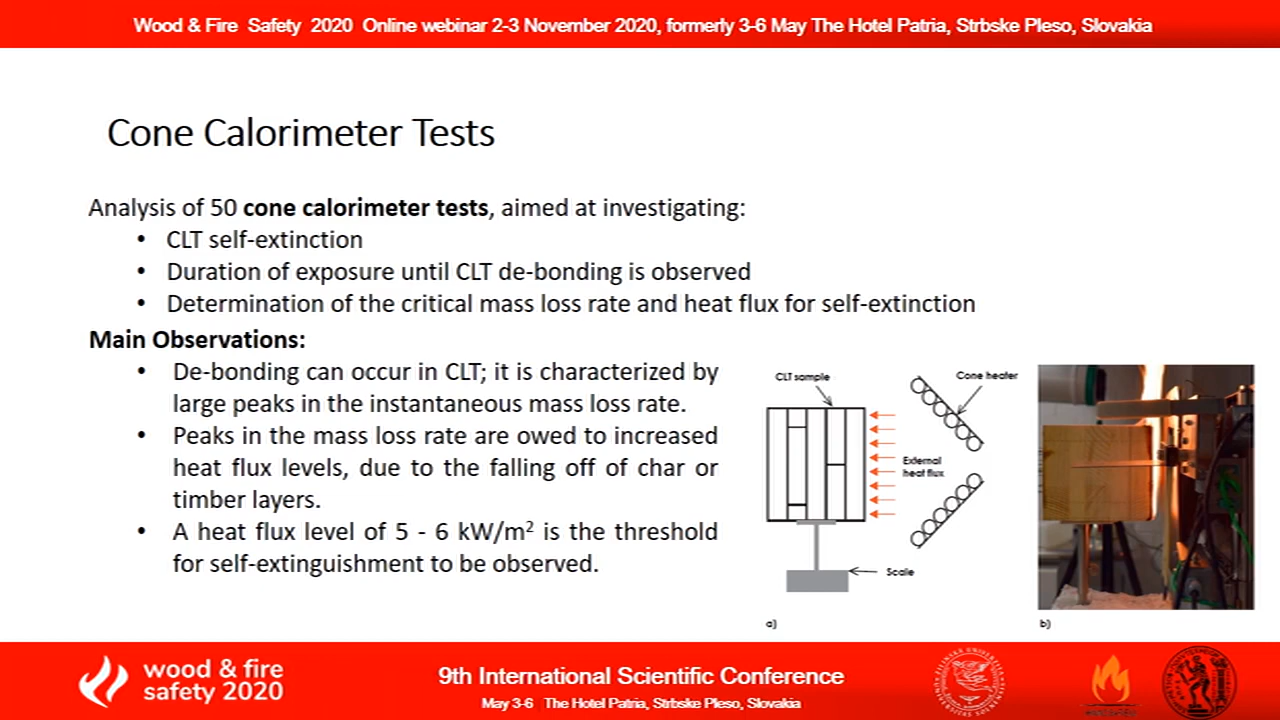 Wood & Fire Safety 2020 Online webinar 2-3 November 2020, formerly 3-6 May The Hotel Patria, Strbske Pleso, Slovakia
Cone Calorimeter Tests
Analysis of 50 cone calorimeter tests, aimed at investigating:
• CLT self-extinction
• Duration of exposure until CLT de-bonding is observed
• Determination of the critical mass loss rate and heat flux for self-extinction
Main Observations:
• De-bonding can occur in CLT; it is characterized by
large peaks in the instantaneous mass loss rate.
• Peaks in the mass loss rate are owed to increased
heat flux levels, due to the falling off of char or
timber layers.
• A heat flux level of 5 - 6 kW/m² is the threshold
for self-extinguishment to be observed.
CLT sample
Cone heater
External
heat flux
Scale
a)
b)
wood & fire
safety 2020
9th International Scientific Conference
May 3-6 The Hotel Patria, Strbske Pleso, Slovakia